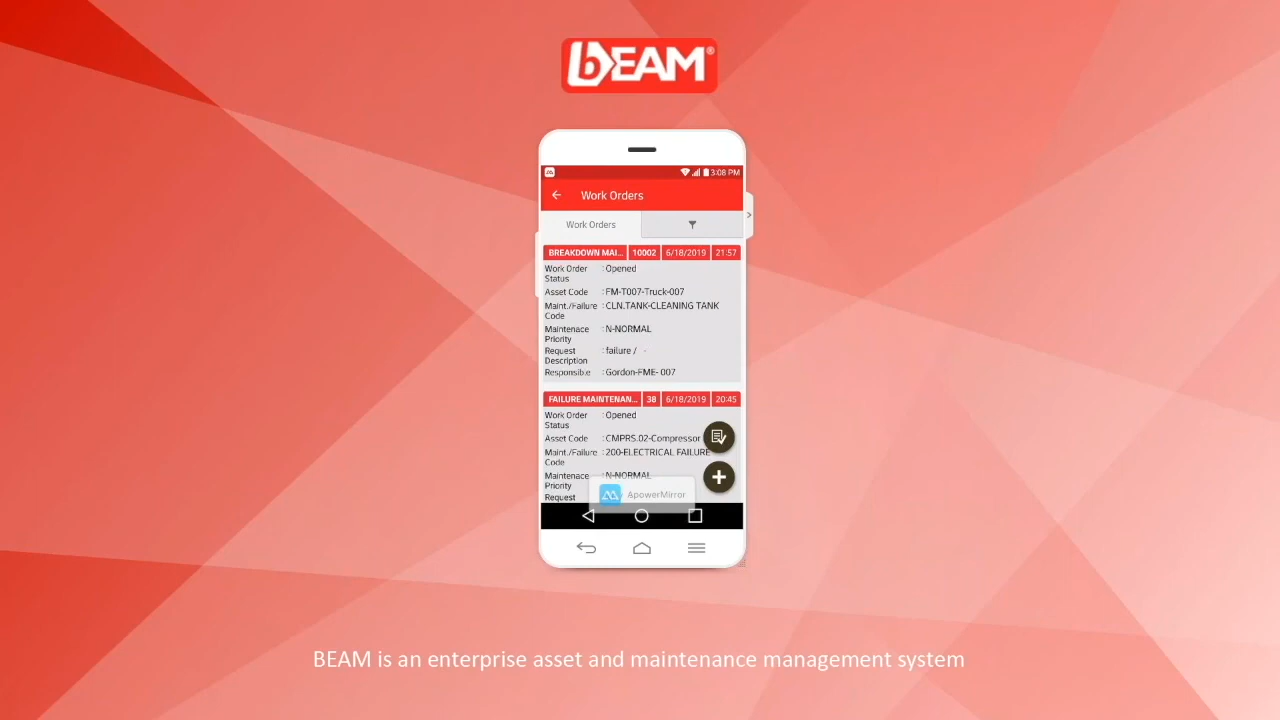 bEAM®
3:08 PM
Work Orders
Work Orders
BREAKDOWN MAI... 10002 6/18/2019 21:57
Work Order Status : Opened
Asset Code : FM-T007-Truck-007
Maint./Failure Code : CLN.TANK-CLEANING TANK
Maintenace Priority : N-NORMAL
Request Description : failure /
Responsible : Gordon-FME- 007
FAILURE MAINTENAN... 38 6/18/2019 20:45
Work Order Status : Opened
Asset Code : CMPRS.02-Compressor
Maint./Failure Code : 200-ELECTRICAL FAILURE
Maintenace Priority : N-NORMAL
Request
ApowerMirror
BEAM is an enterprise asset and maintenance management system